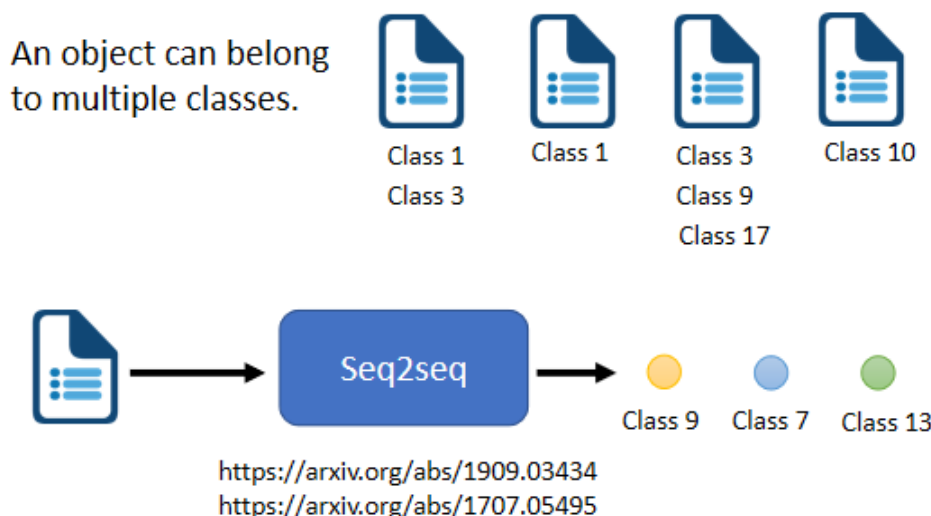 An object can belong
to multiple classes.
Class 1
Class 3
Class 1
Class 3
Class 9
Class 17
Class 10
Seq2seq
Class 9
Class 7
Class 13
https://arxiv.org/abs/1909.03434
https://arxiv.org/abs/1707.05495